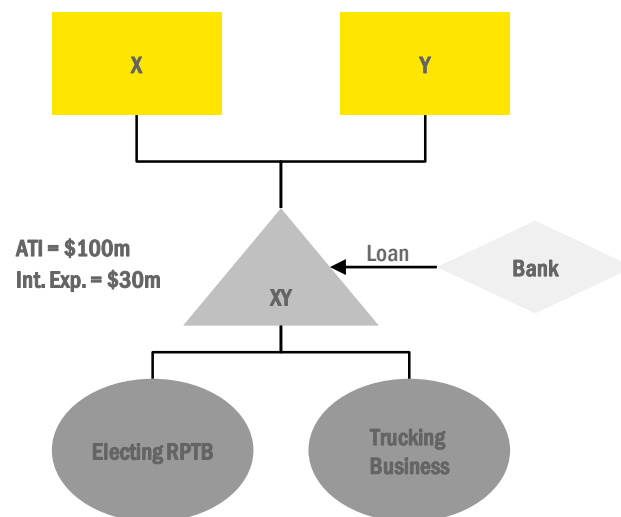 X
Y
ATI = $100m
Int. Exp. = $30m
Loan
Bank
XY
Electing RPTB
Trucking
Business